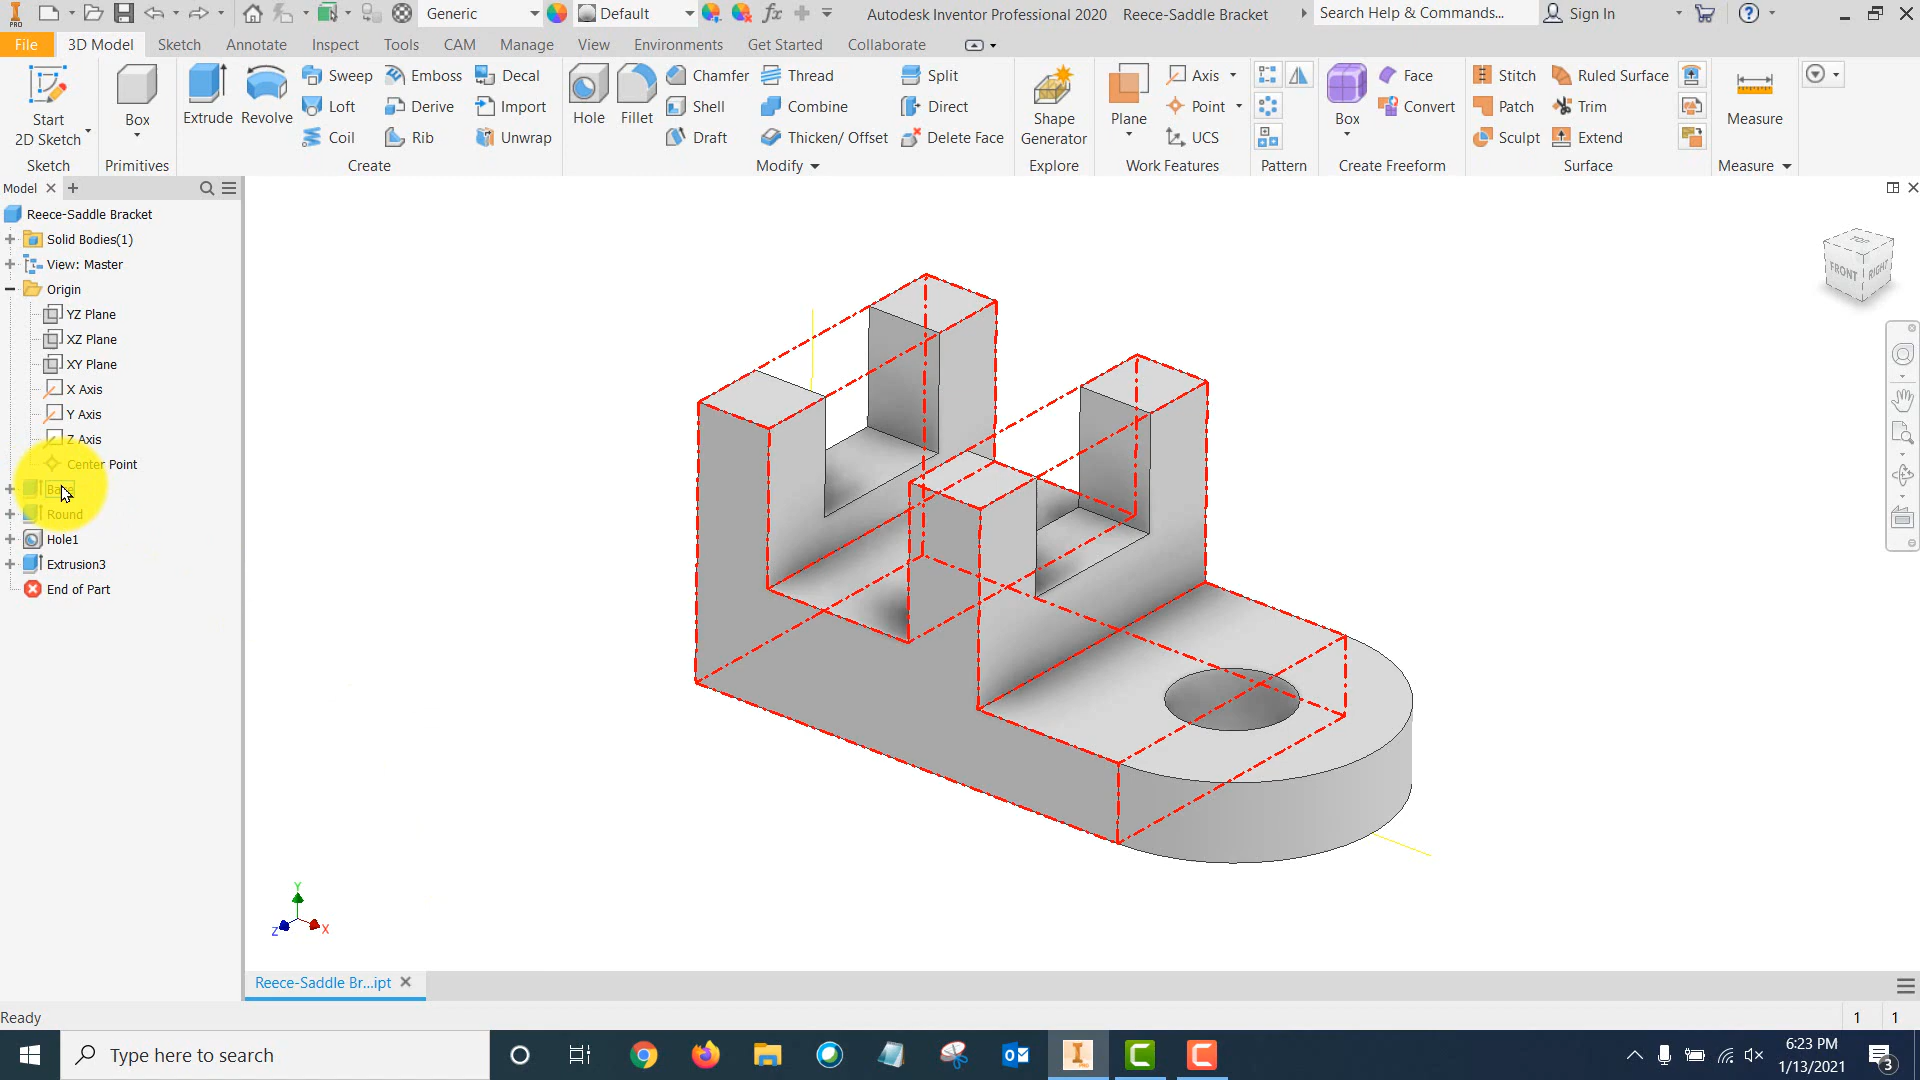 Generic
Default
fx
Autodesk Inventor Professional 2020 Reece-Saddle Bracket
Search Help & Commands...
Sign In
File 3D Model Sketch Annotate Inspect Tools CAM Manage View Environments Get Started Collaborate
Start
2D Sketch
Sketch
Box
Primitives
Extrude
Revolve
Sweep
Loft
Coil
Emboss
Derive
Rib
Decal
Import
Unwrap
Create
Hole
Fillet
Chamfer
Shell
Draft
Thread
Combine
Thicken/ Offset
Split
Direct
Delete Face
Modify
Shape
Generator
Explore
Plane
Axis
Point
UCS
Work Features
Pattern
Box
Face
Convert
Create Freeform
Stitch
Patch
Sculpt
Ruled Surface
Trim
Extend
Surface
Measure
Measure
Model
Reece-Saddle Bracket
Solid Bodies(1)
View: Master
Origin
YZ Plane
XZ Plane
XY Plane
X Axis
Y Axis
Z Axis
Center Point
Round
Hole1
Extrusion3
End of Part
TOP
FRONT
RIGHT
Y
Z
X
Reece-Saddle Br...ipt
Ready
1 1
Type here to search
6:23 PM
1/13/2021
3